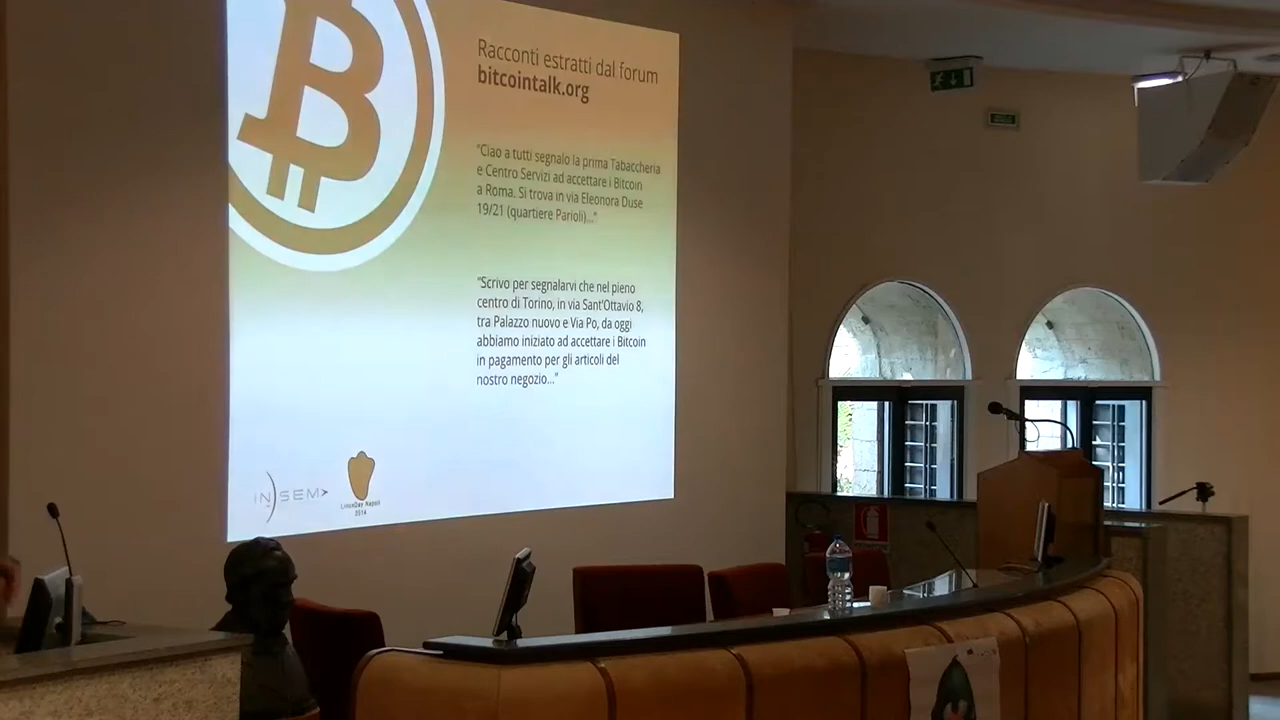 Racconti estratti dal forum
bitcointalk.org
"Ciao a tutti segnalo la prima Tabaccheria
e Centro Servizi ad accettare i Bitcoin
a Roma. Si trova in via Eleonora Duse
19/21 (quartiere Parioli)..."
"Scrivo per segnalarvi che nel pieno
centro di Torino, in via Sant'Ottavio 8,
tra Palazzo nuovo e Via Po, da oggi
abbiamo iniziato ad accettare i Bitcoin
in pagamento per gli articoli del
nostro negozio..."
IN SEM
LinuxDay Napoli
2014